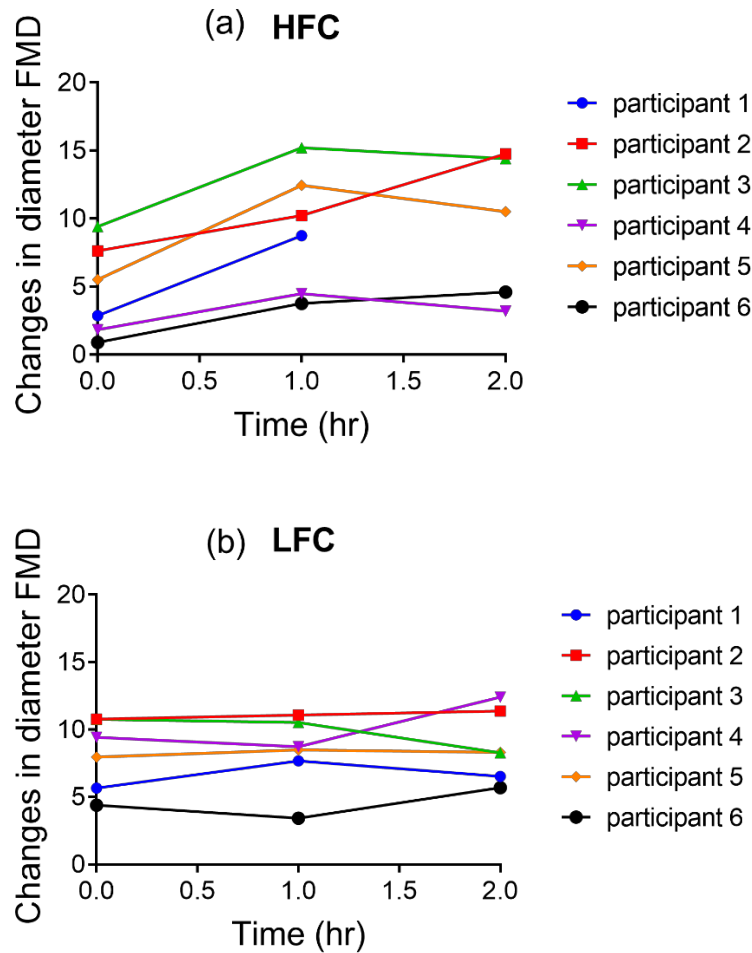 (a) HFC
Changes in diameter FMD
20
15
10
5
0
0.0 0.5 1.0 1.5 2.0
Time (hr)
participant 1
participant 2
participant 3
participant 4
participant 5
participant 6
(b) LFC
Changes in diameter FMD
20
15
10
5
0
0.0 0.5 1.0 1.5 2.0
Time (hr)
participant 1
participant 2
participant 3
participant 4
participant 5
participant 6